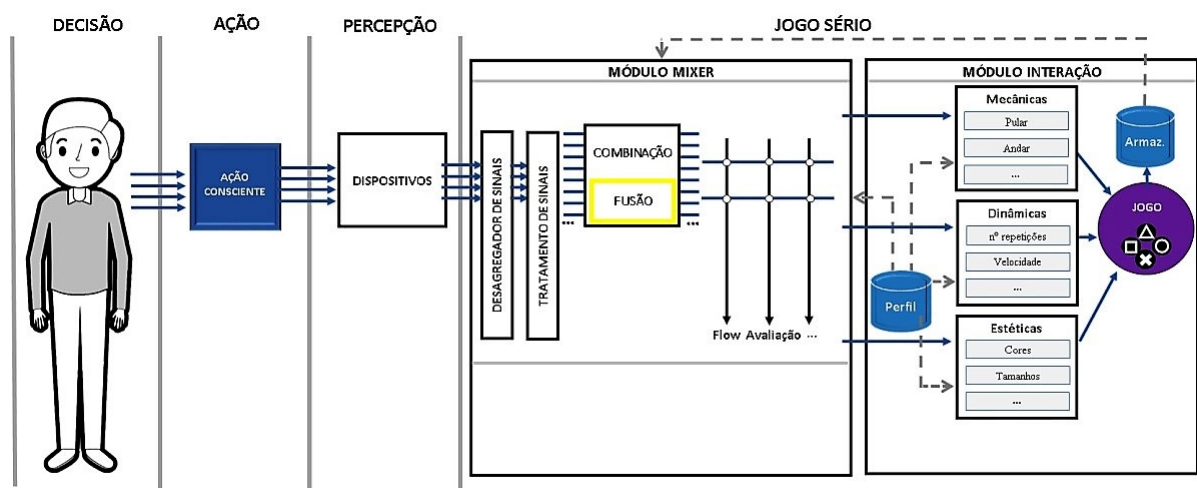 DECISÃO
AÇÃO
PERCEPÇÃO
JOGO SÉRIO
AÇÃO
CONSCIENTE
DISPOSITIVOS
MÓDULO MIXER
DESAGREGADOR DE SINAIS
TRATAMENTO DE SINAIS
COMBINAÇÃO
FUSÃO
...
...
Flow Avaliação ...
MÓDULO INTERAÇÃO
Mecânicas
Pular
Andar
...
Dinâmicas
nº repetições
Velocidade
...
Estéticas
Cores
Tamanhos
...
Perfil
Armaz.
JOGO